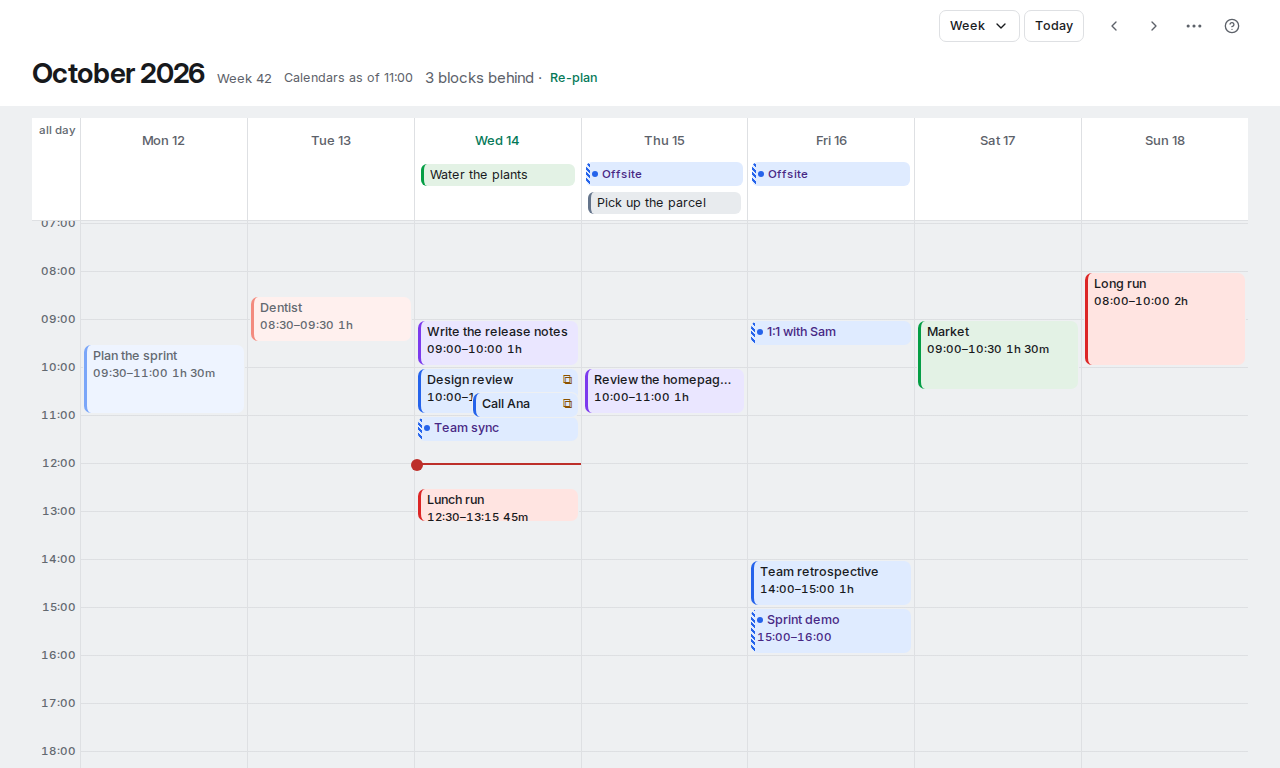 Week
Today
October 2026 Week 42 Calendars as of 11:00 3 blocks behind · Re-plan
all day
Mon 12 Tue 13 Wed 14 Thu 15 Fri 16 Sat 17 Sun 18
Water the plants
Offsite
Offsite
Pick up the parcel
07:00
08:00
09:00
10:00
11:00
12:00
13:00
14:00
15:00
16:00
17:00
18:00
Plan the sprint
09:30–11:00 1h 30m
Dentist
08:30–09:30 1h
Write the release notes
09:00–10:00 1h
Design review
10:00–1
Call Ana
Team sync
Lunch run
12:30–13:15 45m
Review the homepag...
10:00–11:00 1h
1:1 with Sam
Team retrospective
14:00–15:00 1h
Sprint demo
15:00–16:00
Market
09:00–10:30 1h 30m
Long run
08:00–10:00 2h